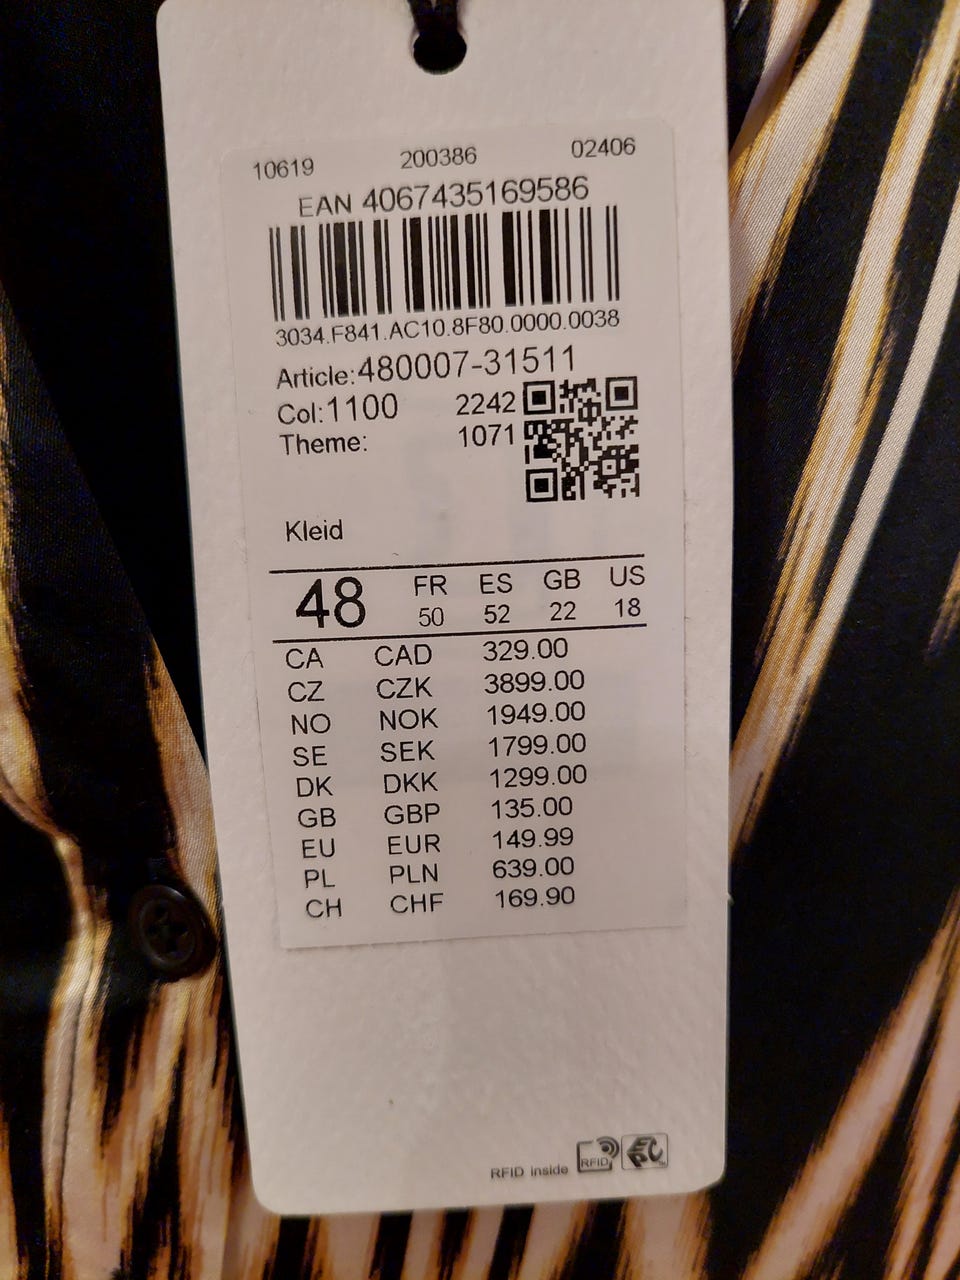 10619 200386 02406
EAN 4067435169586
3034.F841.AC10.8F80.0000.0038
Article:480007-31511
Col:1100 2242
Theme: 1071
Kleid
48 FR ES GB US
50 52 22 18
CA CAD 329.00
CZ CZK 3899.00
NO NOK 1949.00
SE SEK 1799.00
DK DKK 1299.00
GB GBP 135.00
EU EUR 149.99
PL PLN 639.00
CH CHF 169.90
RFID inside RFID EPC